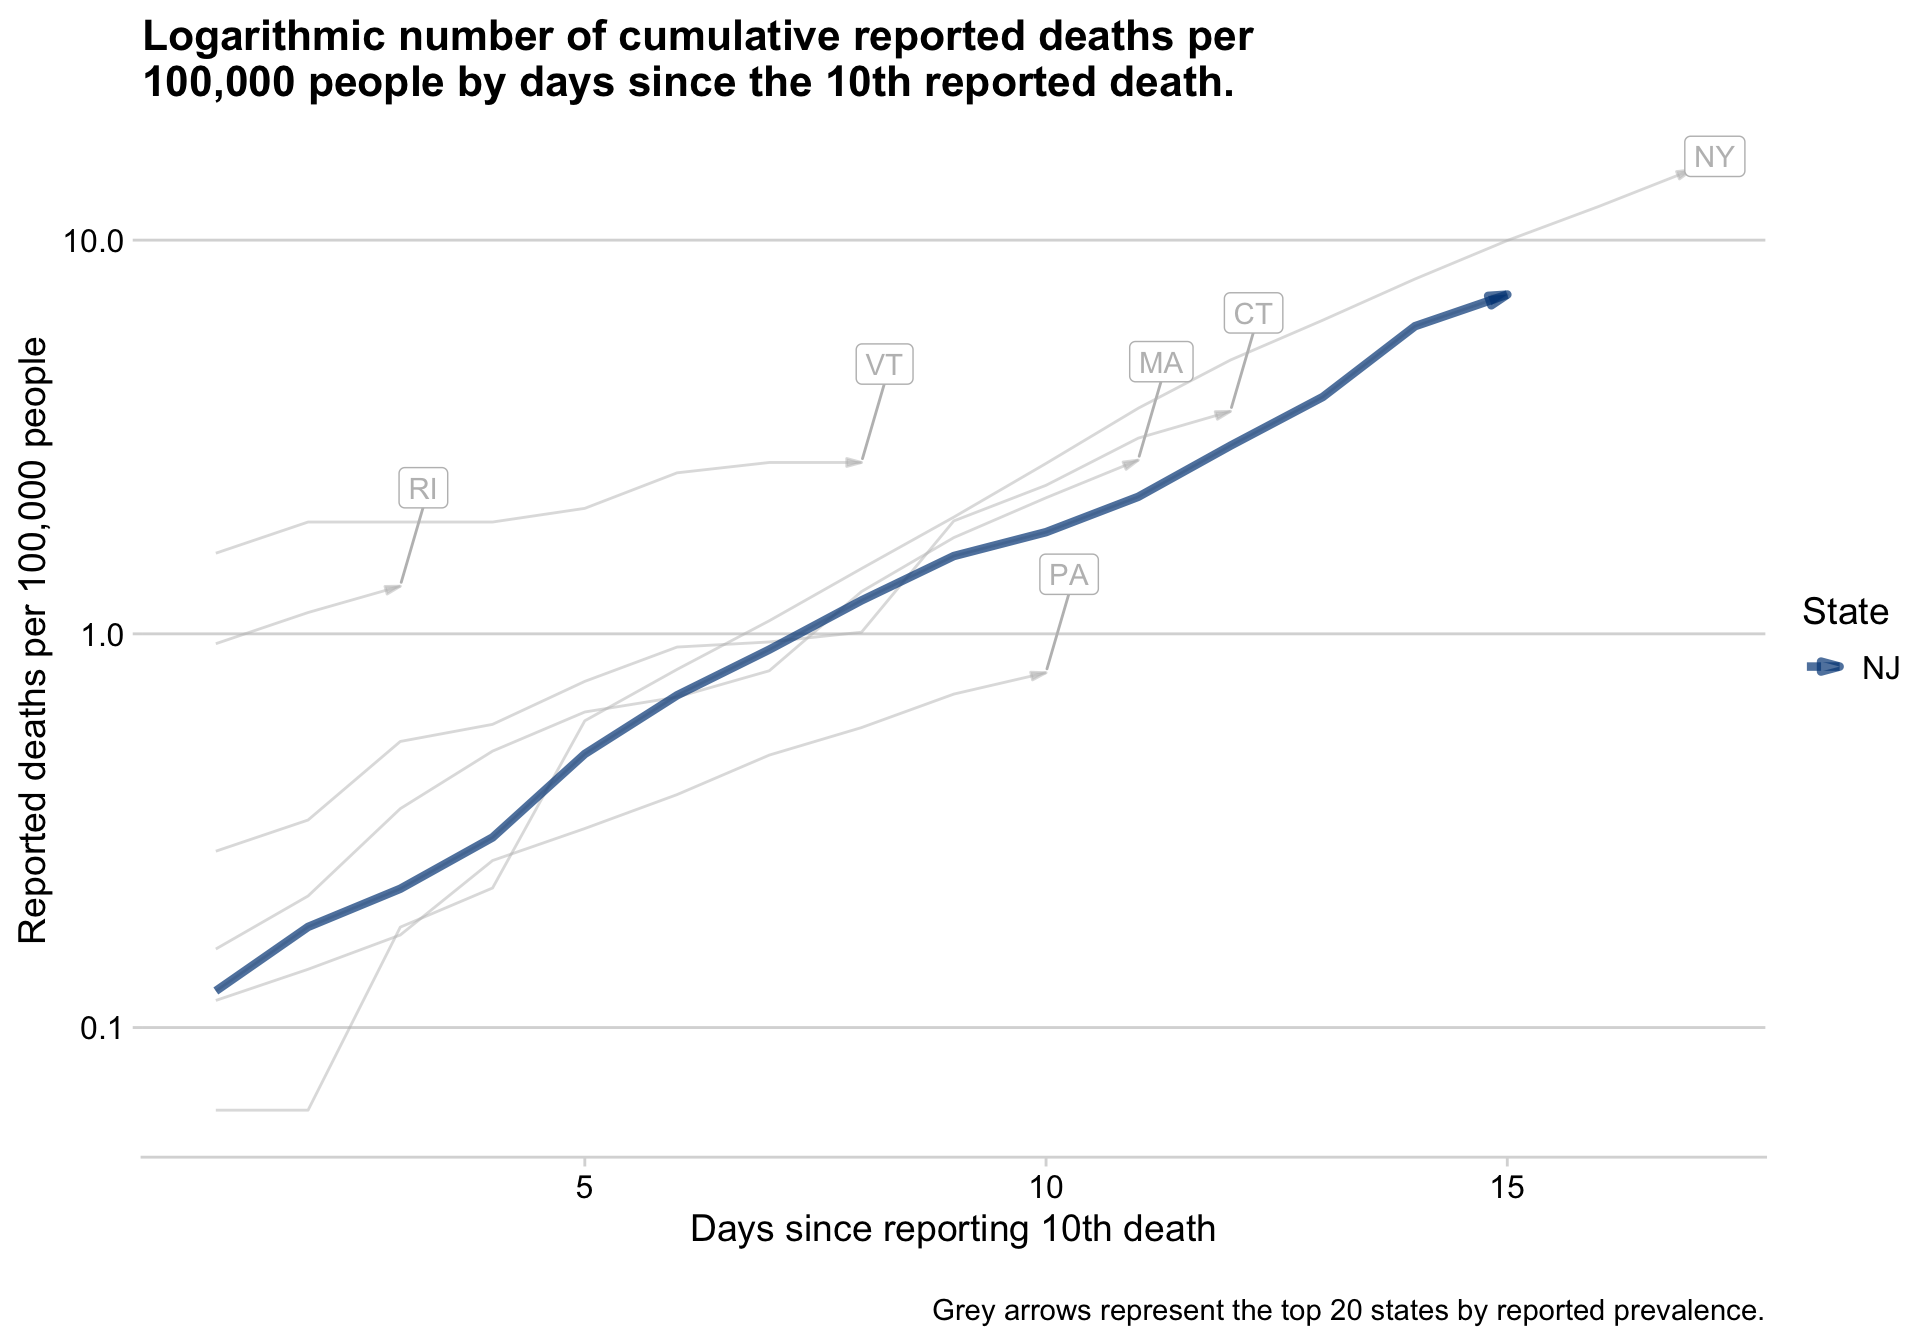 Logarithmic number of cumulative reported deaths per
100,000 people by days since the 10th reported death.
NY
10.0
CT
MA
VT
RI
PA
1.0
0.1
Reported deaths per 100,000 people
State
NJ
5
10
15
Days since reporting 10th death
Grey arrows represent the top 20 states by reported prevalence.